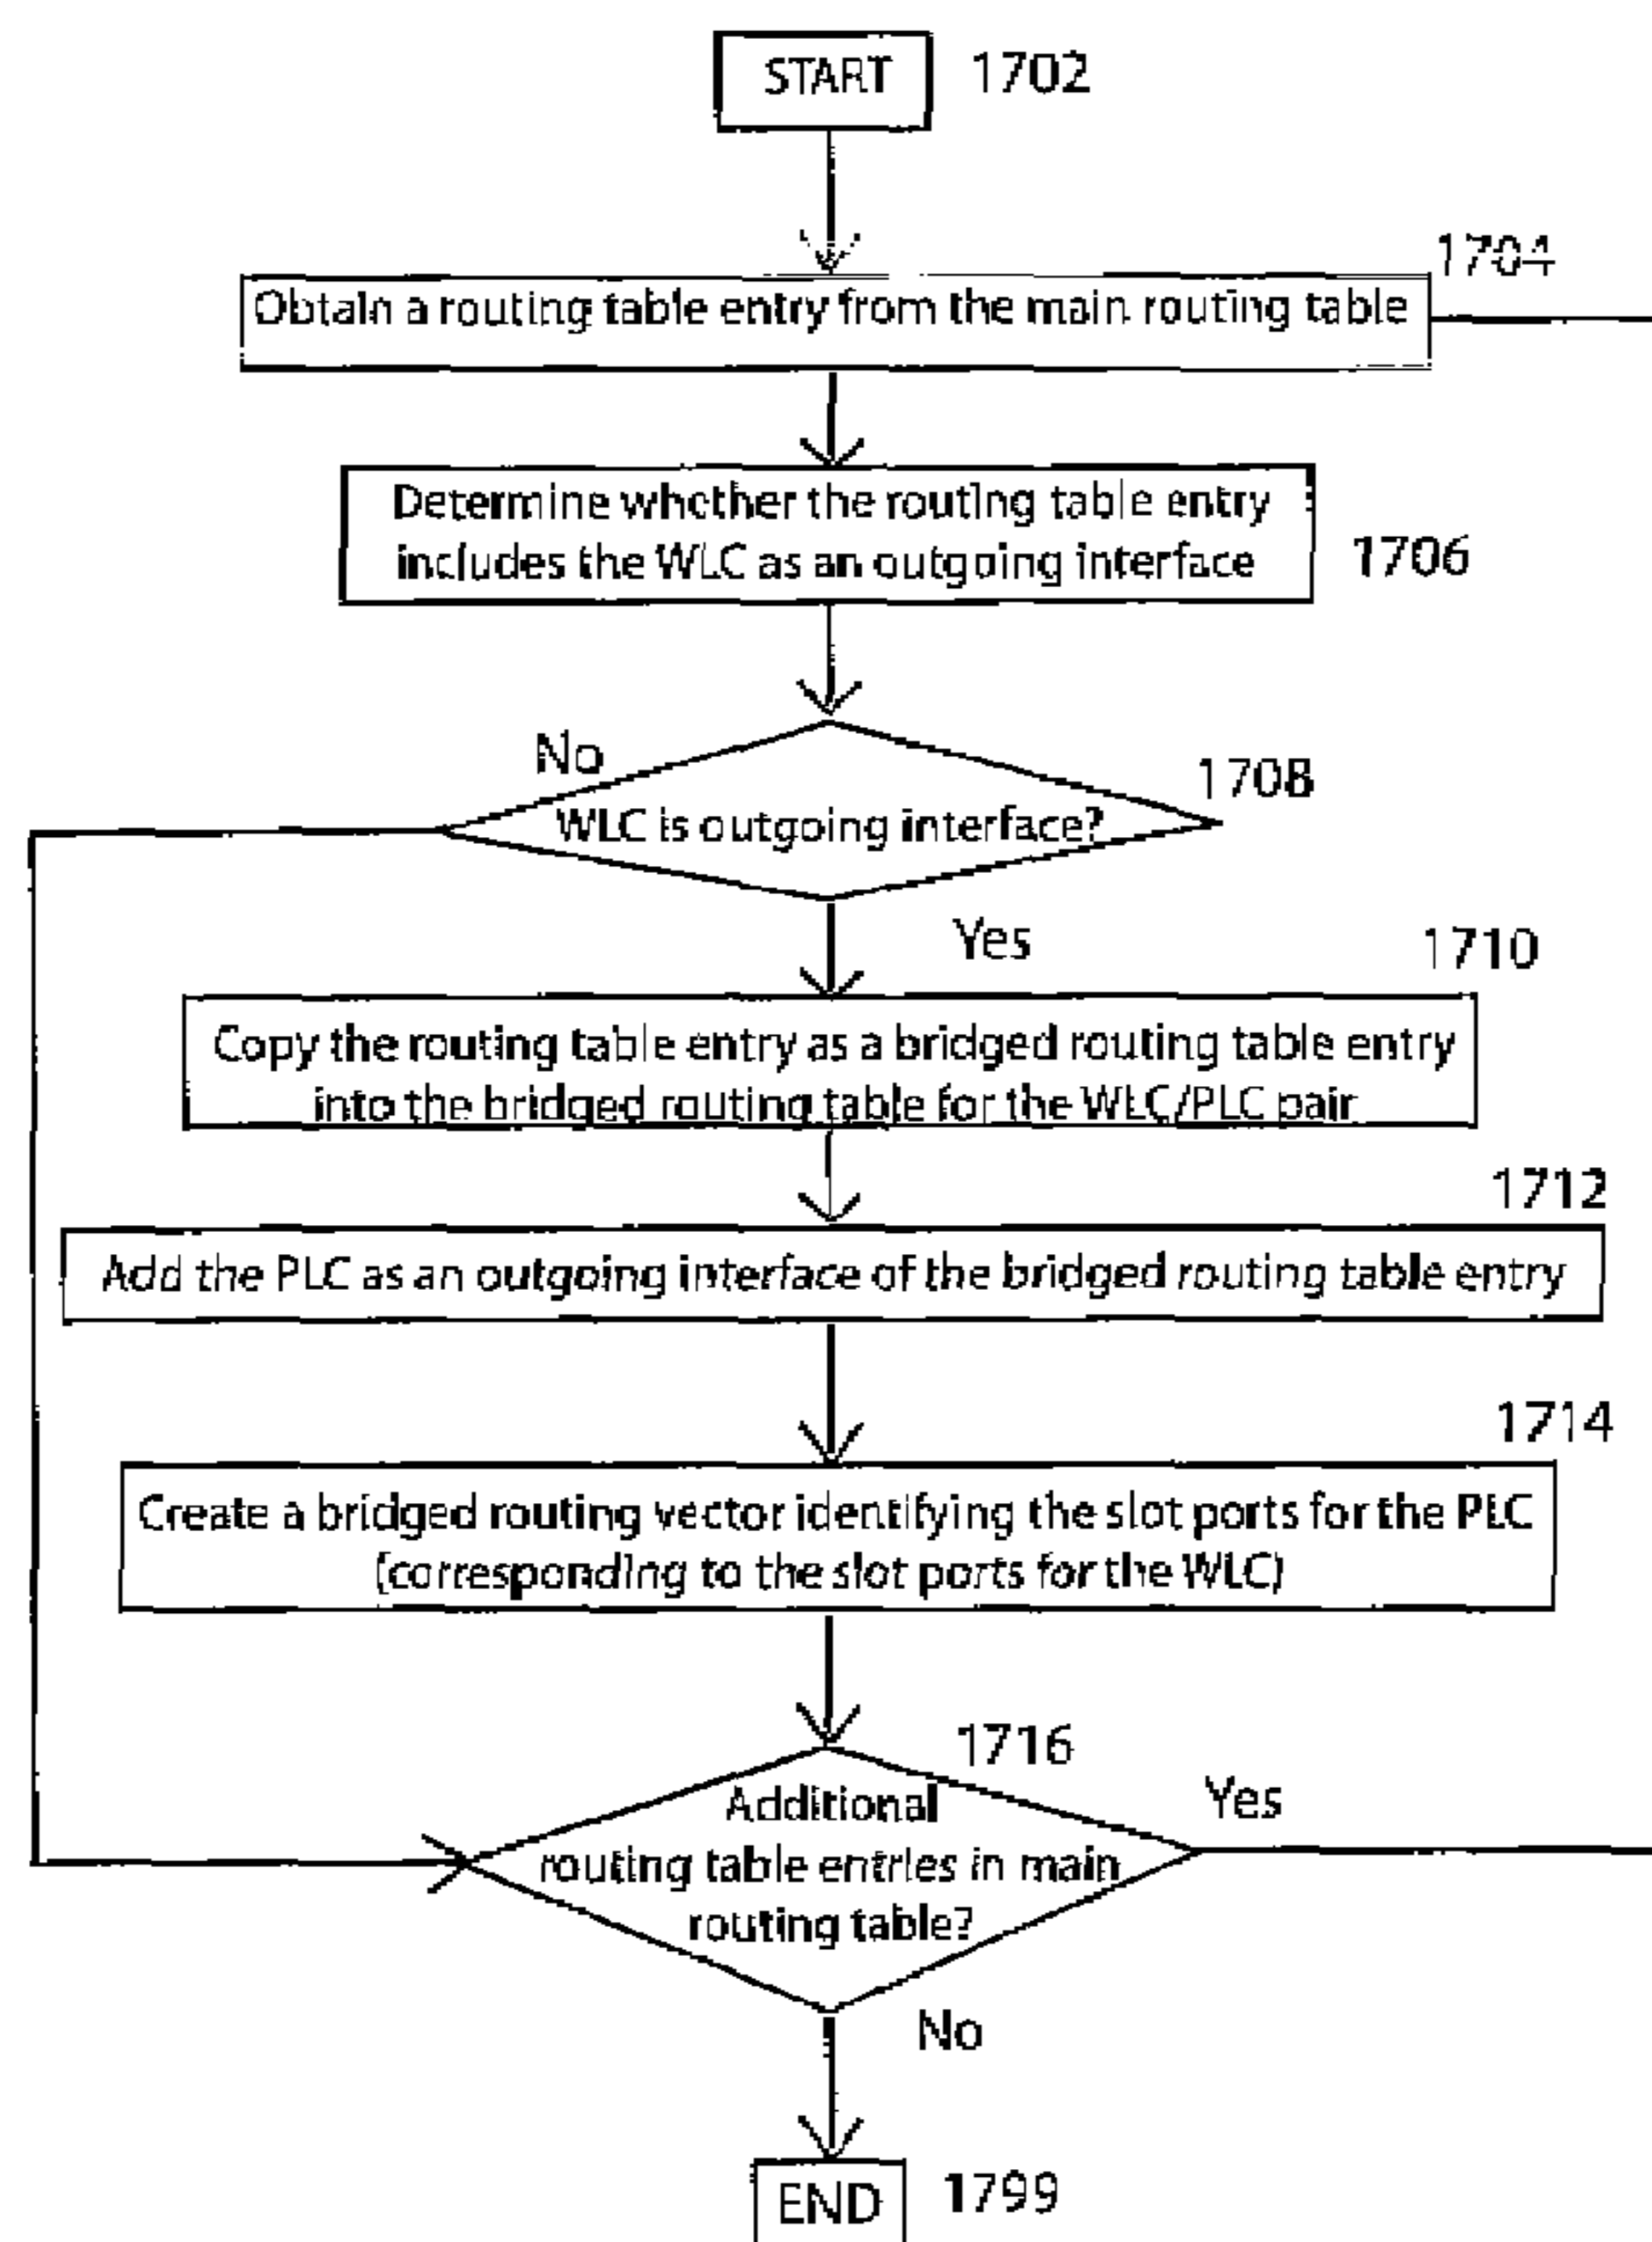 START 1702
1704
Obtain a routing table entry from the main routing table
Determine whether the routing table entry
includes the WLC as an outgoing interface
1706
No
1708
WLC is outgoing interface?
Yes
1710
Copy the routing table entry as a bridged routing table entry
into the bridged routing table for the WLC/PLC pair
1712
Add the PLC as an outgoing interface of the bridged routing table entry
1714
Create a bridged routing vector identifying the slot ports for the PLC
(corresponding to the slot ports for the WLC)
1716
Yes
Additional
routing table entries in main
routing table?
No
END 1799